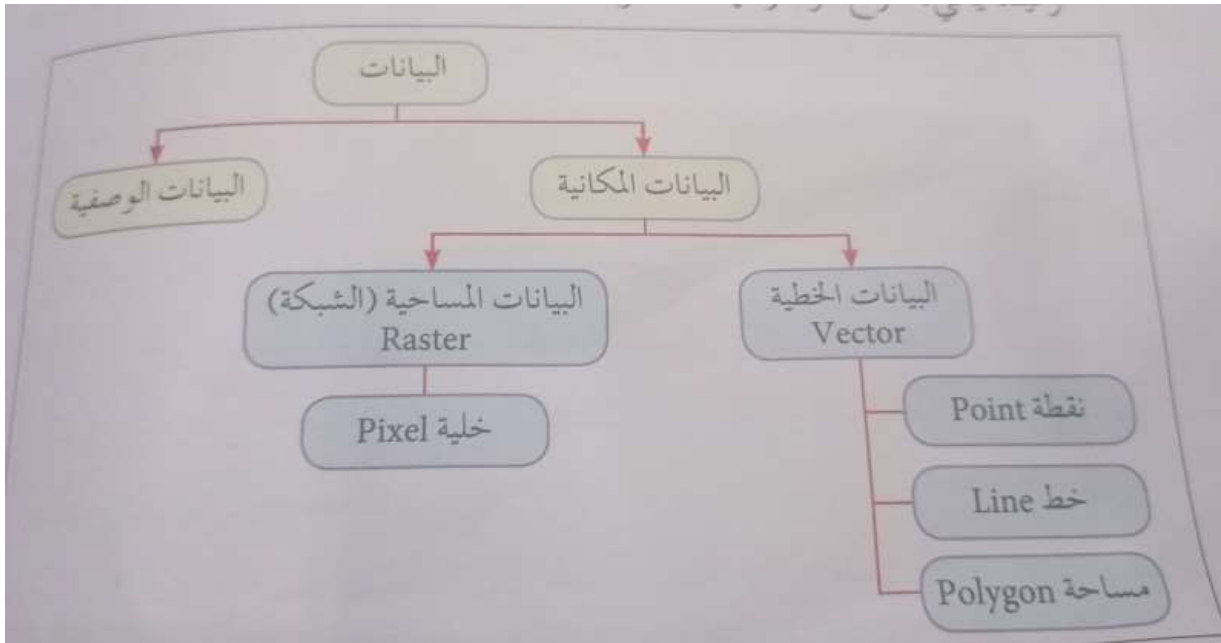 البيانات
البيانات المكانية
البيانات الوصفية
البيانات الخطية
Vector
البيانات المساحية (الشبكة)
Raster
نقطة Point
خط Line
مساحة Polygon
خلية Pixel